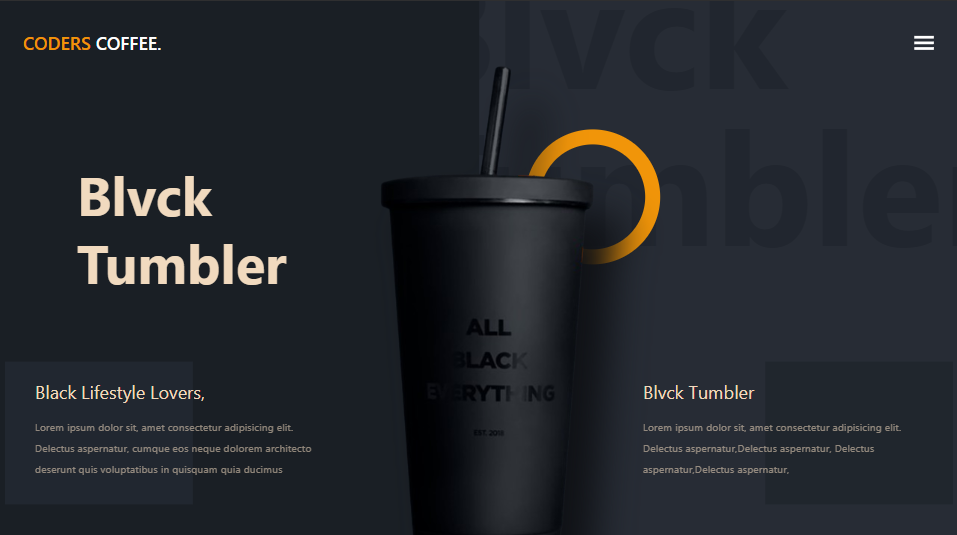 CODERS COFFEE.
Blvck
Tumbler
Blvck
Tumbler
ALL
BLACK
EVERYTHING
EST. 2019
Black Lifestyle Lovers,
Lorem ipsum dolor sit, amet consectetur adipisicing elit.
Delectus aspernatur, cumque eos neque dolorem architecto
deserunt quis voluptatibus in quisquam quia ducimus
Blvck Tumbler
Lorem ipsum dolor sit, amet consectetur adipisicing elit.
Delectus aspernatur,Delectus aspernatur, Delectus
aspernatur,Delectus aspernatur,